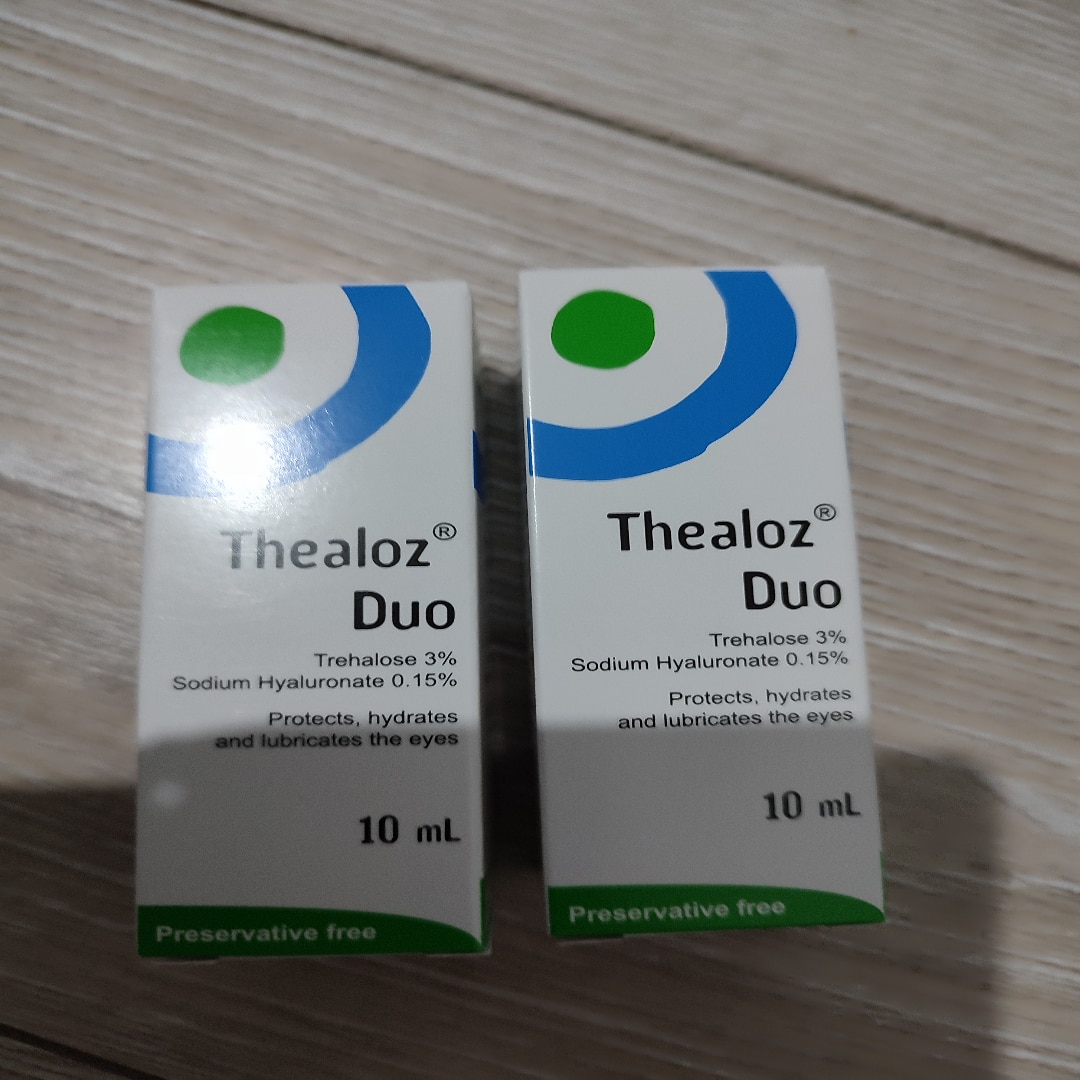 Thealoz®
Duo
Trehalose 3%
Sodium Hyaluronate 0.15%
Protects, hydrates
and lubricates the eyes
10 mL
Preservative free
Thealoz®
Duo
Trehalose 3%
Sodium Hyaluronate 0.15%
Protects, hydrates
and lubricates the eyes
10 mL
Preservative free